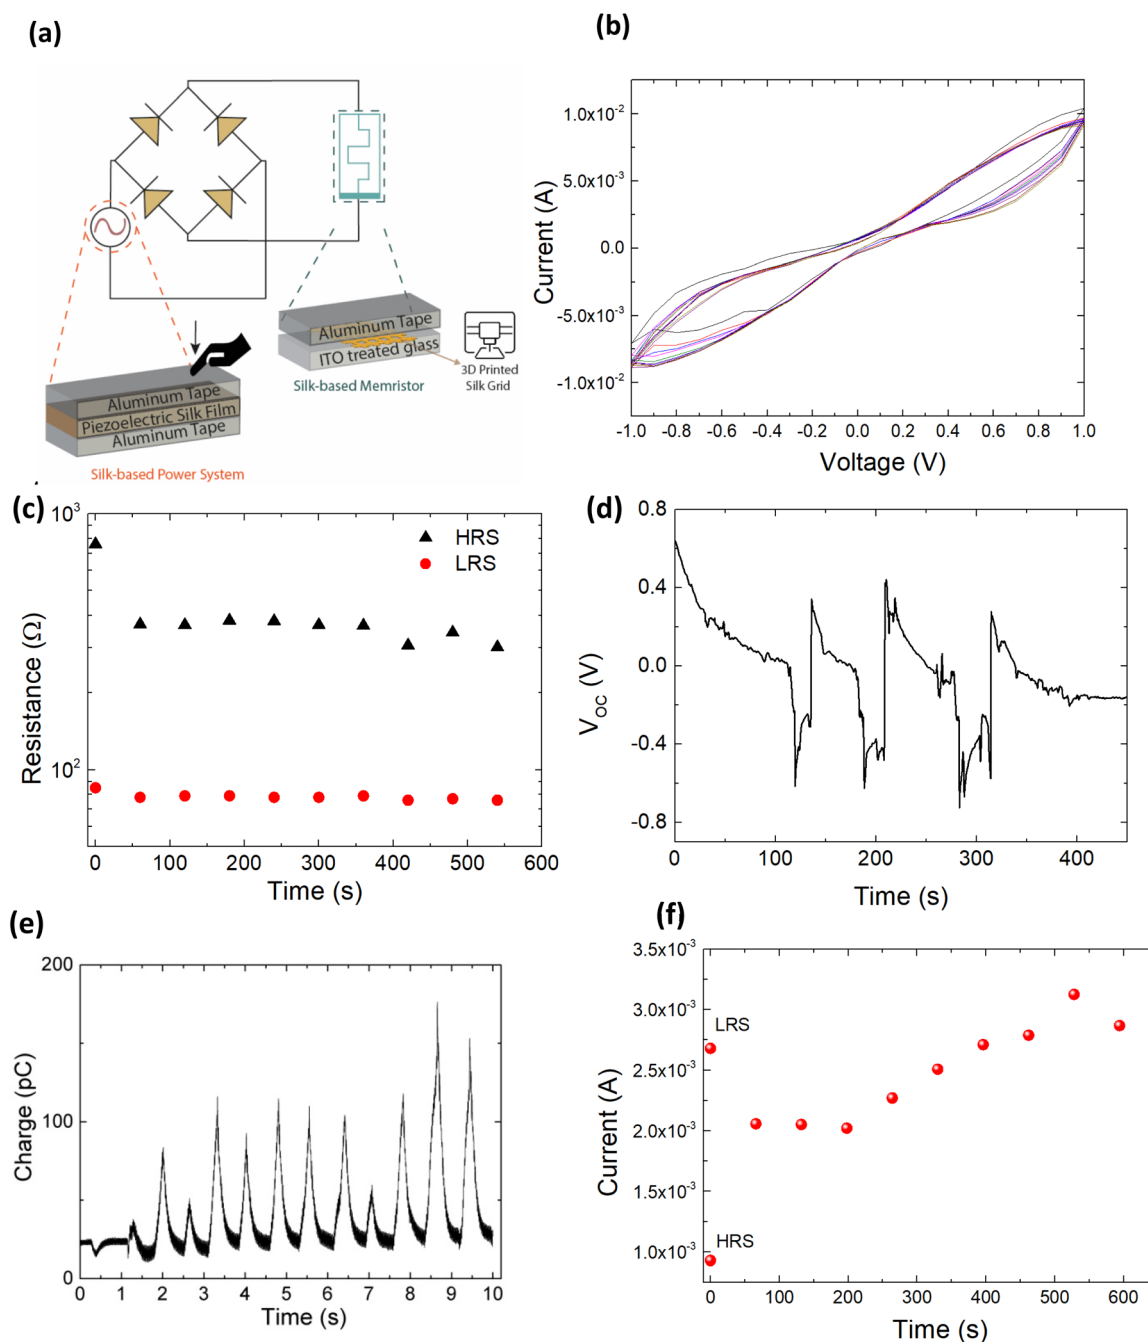 (a)
Aluminum Tape
Piezoelectric Silk Film
Aluminum Tape
Silk-based Power System
Aluminum Tape
ITO treated glass
Silk-based Memristor
3D Printed
Silk Grid
(b)
Current (A)
1.0x10⁻²
5.0x10⁻³
0.0
-5.0x10⁻³
-1.0x10⁻²
-1.0 -0.8 -0.6 -0.4 -0.2 0.0 0.2 0.4 0.6 0.8 1.0
Voltage (V)
(c)
Resistance (Ω)
10³
10²
HRS
LRS
0 100 200 300 400 500 600
Time (s)
(d)
V_OC (V)
0.8
0.4
0.0
-0.4
-0.8
0 100 200 300 400
Time (s)
(e)
Charge (pC)
200
100
0
0 1 2 3 4 5 6 7 8 9 10
Time (s)
(f)
Current (A)
3.5x10⁻³
3.0x10⁻³
2.5x10⁻³
2.0x10⁻³
1.5x10⁻³
1.0x10⁻³
LRS
HRS
0 100 200 300 400 500 600
Time (s)